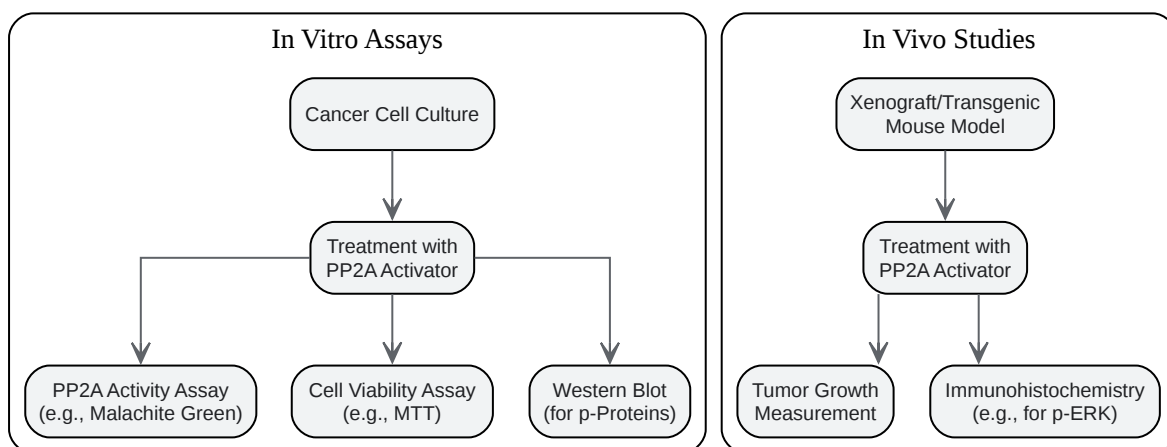 In Vitro Assays
Cancer Cell Culture
Treatment with
PP2A Activator
PP2A Activity Assay
(e.g., Malachite Green)
Cell Viability Assay
(e.g., MTT)
Western Blot
(for p-Proteins)
In Vivo Studies
Xenograft/Transgenic
Mouse Model
Treatment with
PP2A Activator
Tumor Growth
Measurement
Immunohistochemistry
(e.g., for p-ERK)